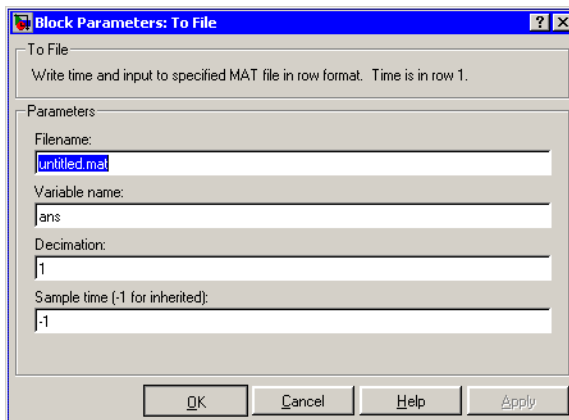 Block Parameters: To File
To File
Write time and input to specified MAT file in row format.  Time is in row 1.
Parameters
Filename:
untitled.mat
Variable name:
ans
Decimation:
1
Sample time (-1 for inherited):
-1
OK Cancel Help Apply